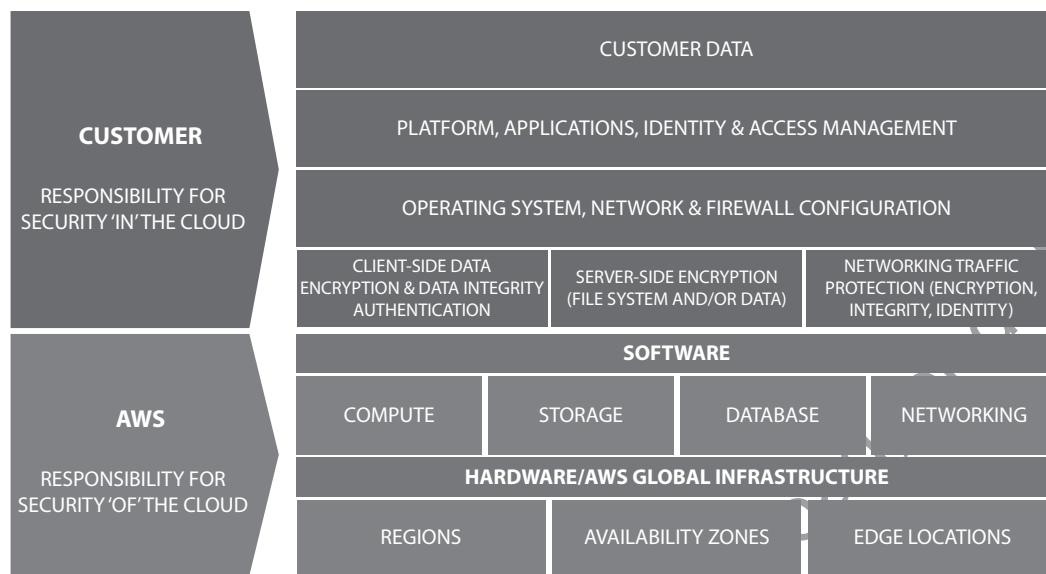 CUSTOMER DATA
PLATFORM, APPLICATIONS, IDENTITY & ACCESS MANAGEMENT
CUSTOMER
RESPONSIBILITY FOR
SECURITY ‘IN’ THE CLOUD
OPERATING SYSTEM, NETWORK & FIREWALL CONFIGURATION
CLIENT-SIDE DATA
ENCRYPTION & DATA INTEGRITY
AUTHENTICATION
SERVER-SIDE ENCRYPTION
(FILE SYSTEM AND/OR DATA)
NETWORKING TRAFFIC
PROTECTION (ENCRYPTION,
INTEGRITY, IDENTITY)
SOFTWARE
AWS
RESPONSIBILITY FOR
SECURITY ‘OF’ THE CLOUD
COMPUTE
STORAGE
DATABASE
NETWORKING
HARDWARE/AWS GLOBAL INFRASTRUCTURE
REGIONS
AVAILABILITY ZONES
EDGE LOCATIONS